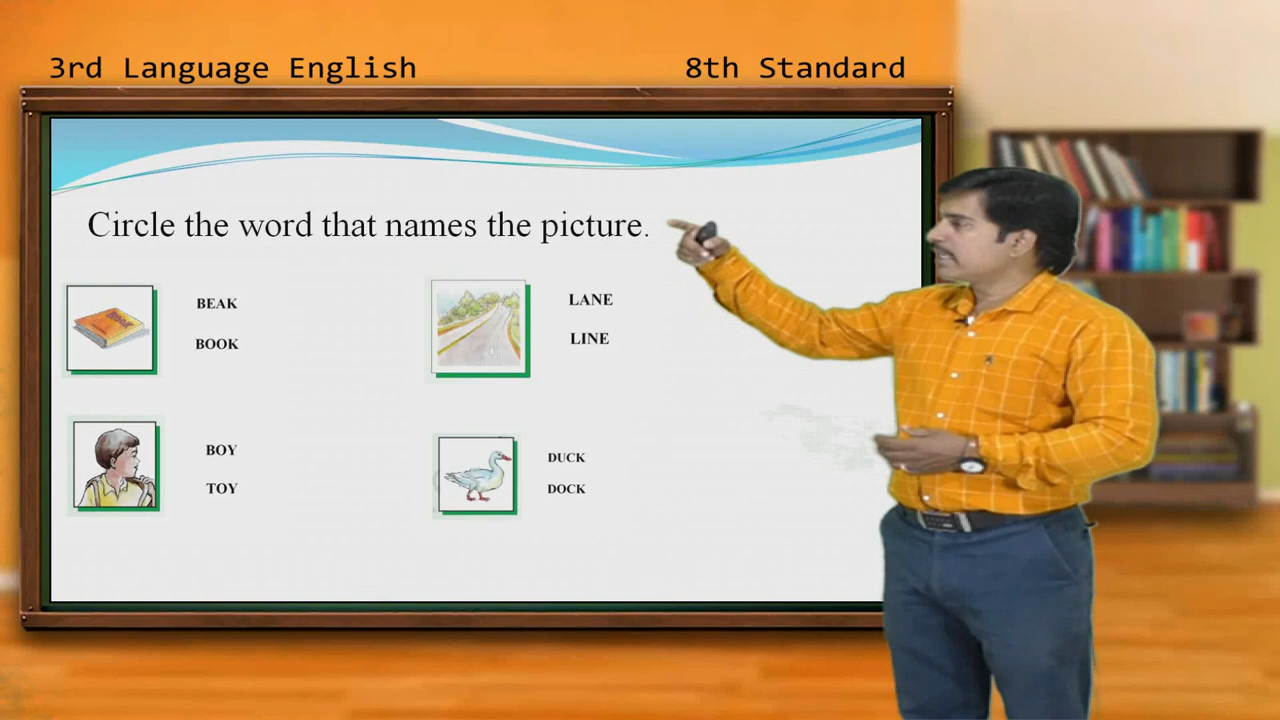 3rd Language English
8th Standard
Circle the word that names the picture.
BEAK
BOOK
LANE
LINE
BOY
TOY
DUCK
DOCK